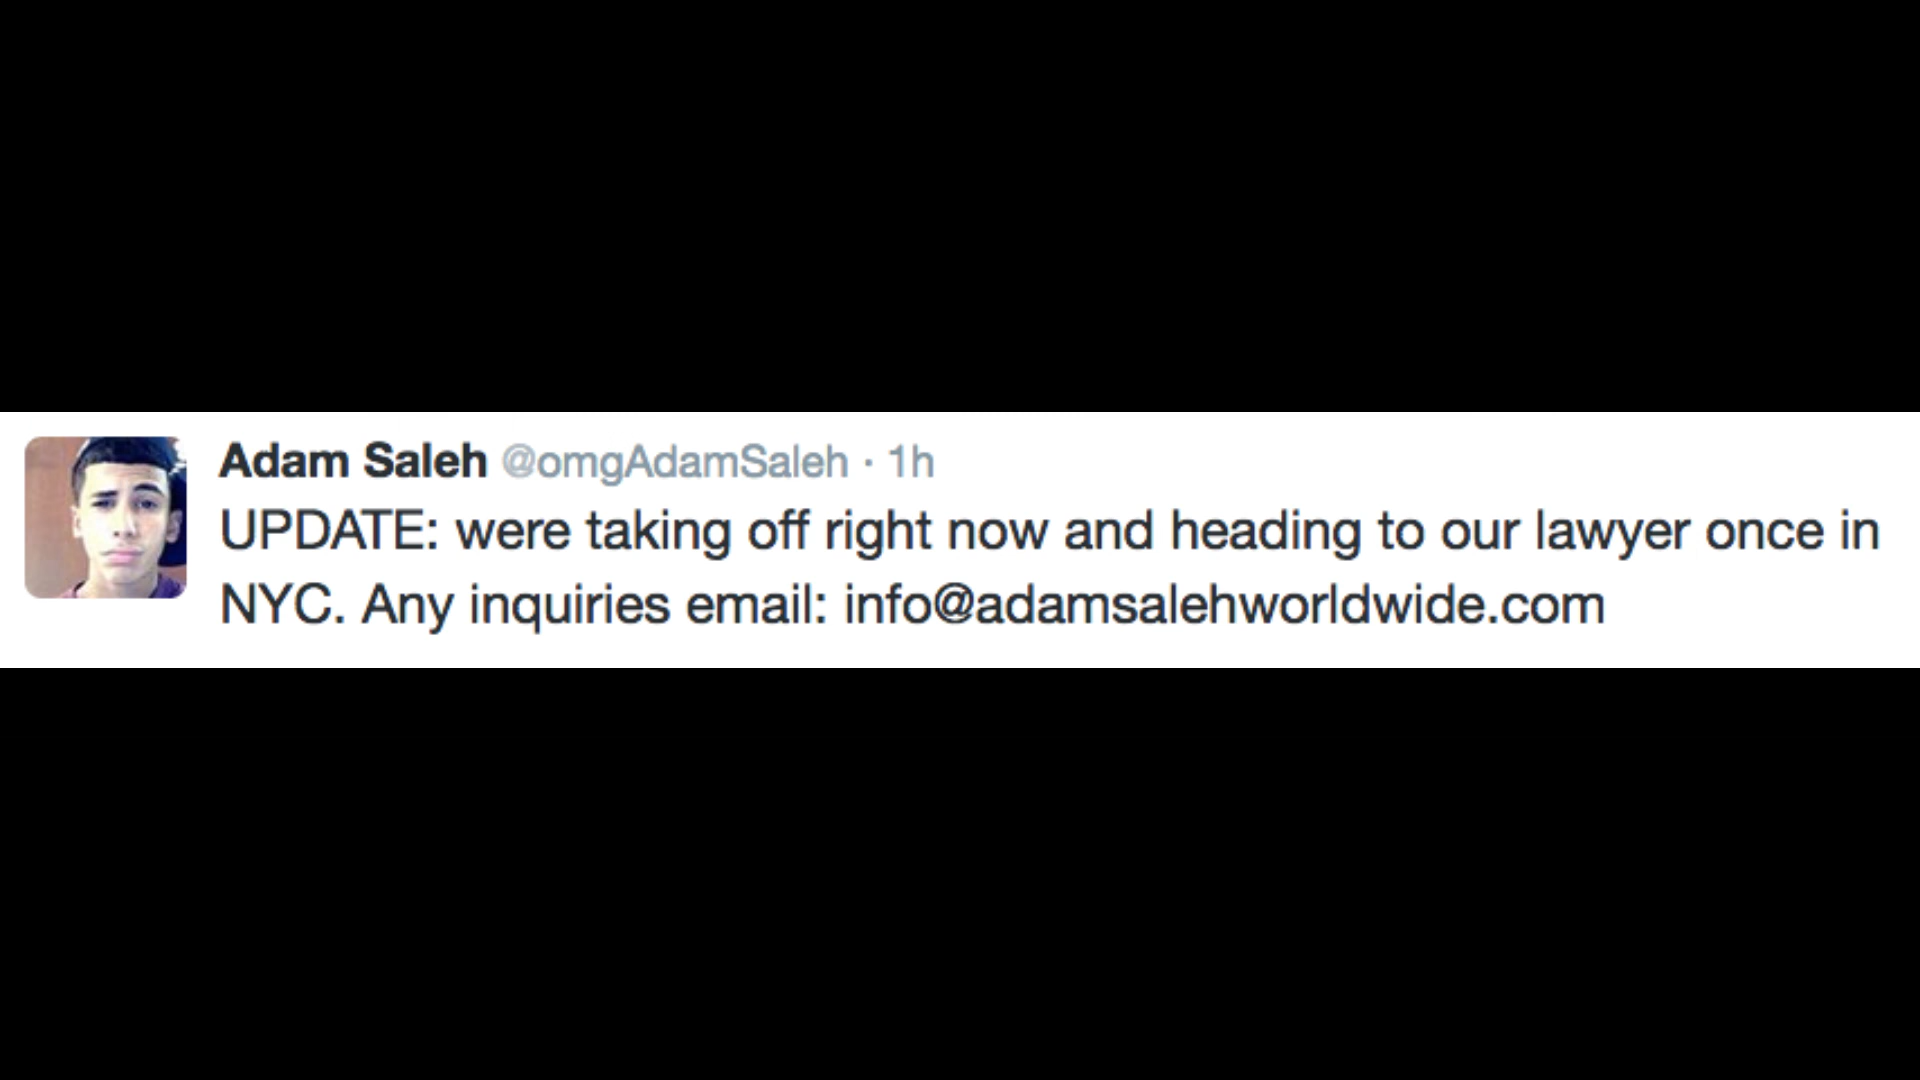 Adam Saleh @omgAdamSaleh · 1h
UPDATE: were taking off right now and heading to our lawyer once in
NYC. Any inquiries email: info@adamsalehworldwide.com